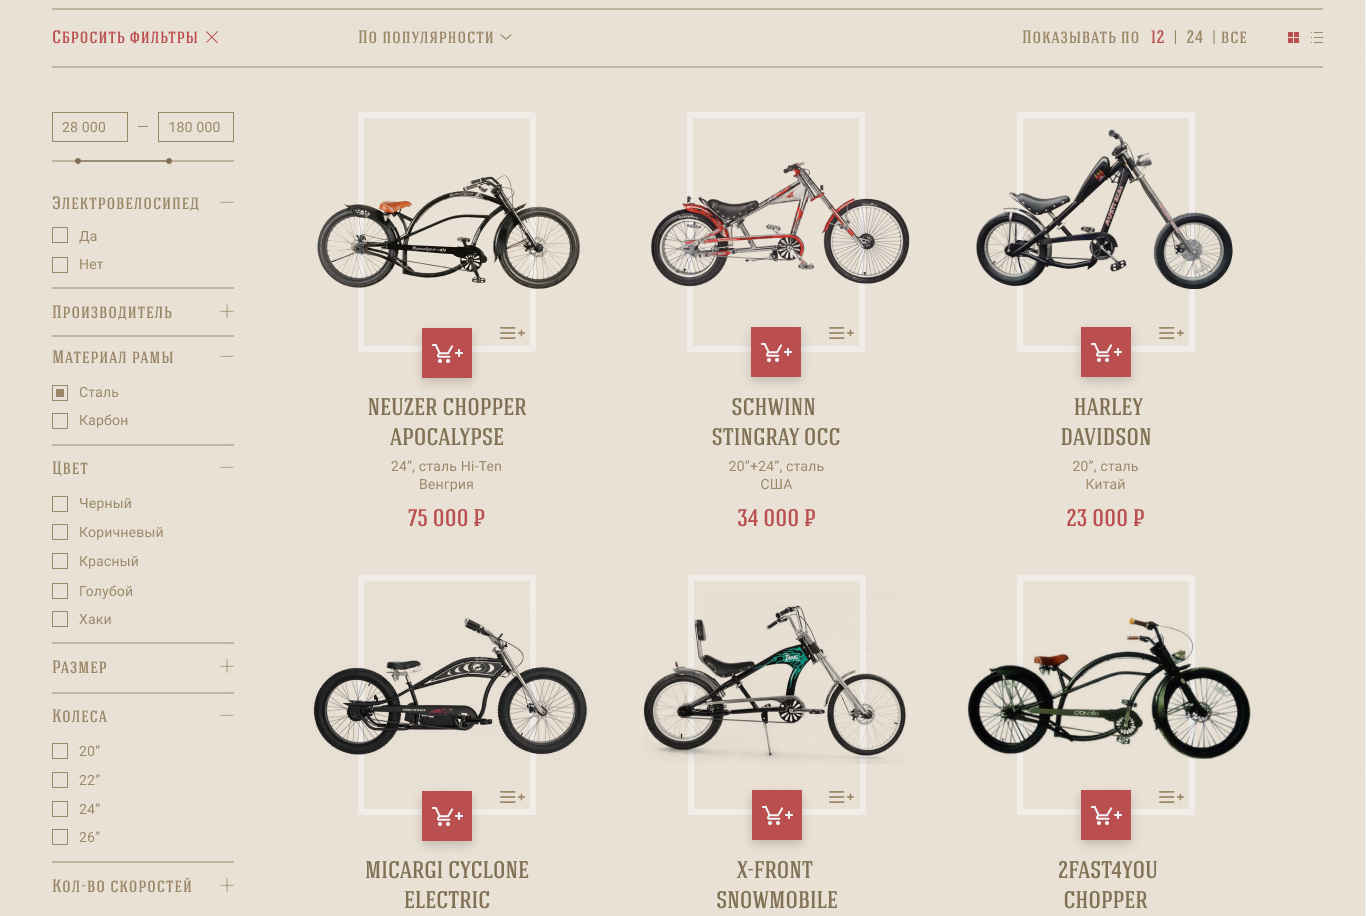 Сбросить фильтры
По популярности
Показывать по 12 | 24 | все
28 000 — 180 000
Электровелосипед
Да
Нет
Производитель
Материал рамы
Сталь
Карбон
Цвет
Черный
Коричневый
Красный
Голубой
Хаки
Размер
Колеса
20”
22”
24”
26”
Кол-во скоростей
NEUZER CHOPPER
APOCALYPSE
24”, сталь Hi-Ten
Венгрия
75 000 ₽
SCHWINN
STINGRAY OCC
20”+24”, сталь
США
34 000 ₽
HARLEY
DAVIDSON
20”, сталь
Китай
23 000 ₽
MICARGI CYCLONE
ELECTRIC
X-FRONT
SNOWMOBILE
2FAST4YOU
CHOPPER